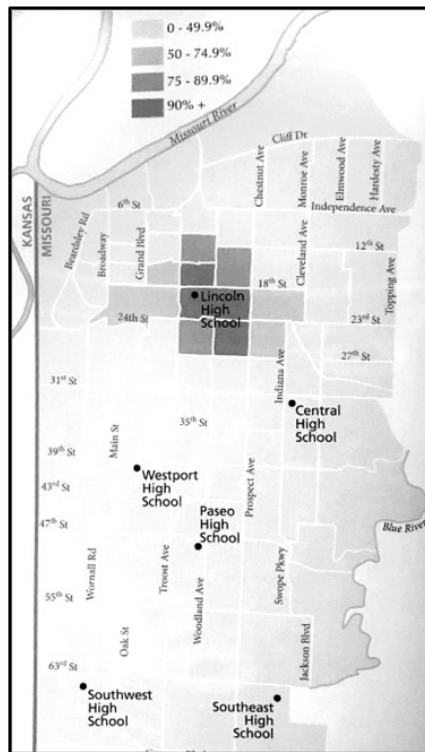 0 - 49.9%
50 - 74.9%
75 - 89.9%
90% +
Missouri River
Cliff Dr
Chestnut Ave
Monroe Ave
Elmwood Ave
Hardesty Ave
Independence Ave
KANSAS
MISSOURI
Beardsley Rd
Broadway
6th St
Grand Blvd
Cleveland Ave
12th St
18th St
Topping Ave
Lincoln
High
School
24th St
23rd St
27th St
31st St
Indiana Ave
Central
High
School
35th St
Main St
39th St
Westport
High
School
43rd St
Prospect Ave
Paseo
High
School
47th St
Blue River
Wornall Rd
Troost Ave
Woodland Ave
Swope Pkwy
55th St
Oak St
Jackson Blvd
63rd St
Southwest
High
School
Southeast
High
School